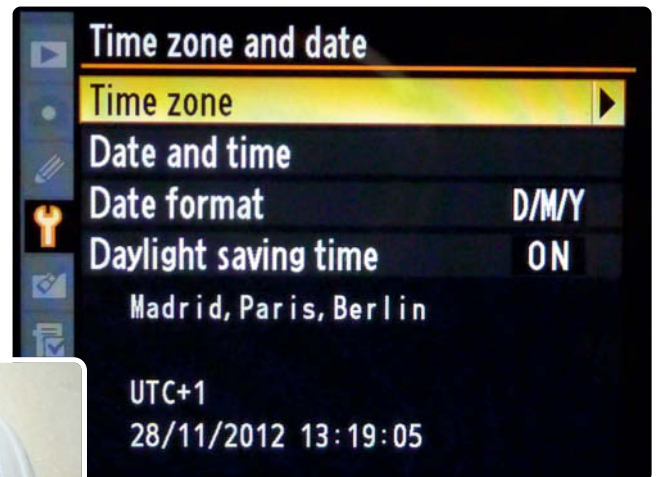 Time zone and date
Time zone
Date and time
Date format D/M/Y
Daylight saving time ON
Madrid, Paris, Berlin
UTC+1
28/11/2012 13:19:05